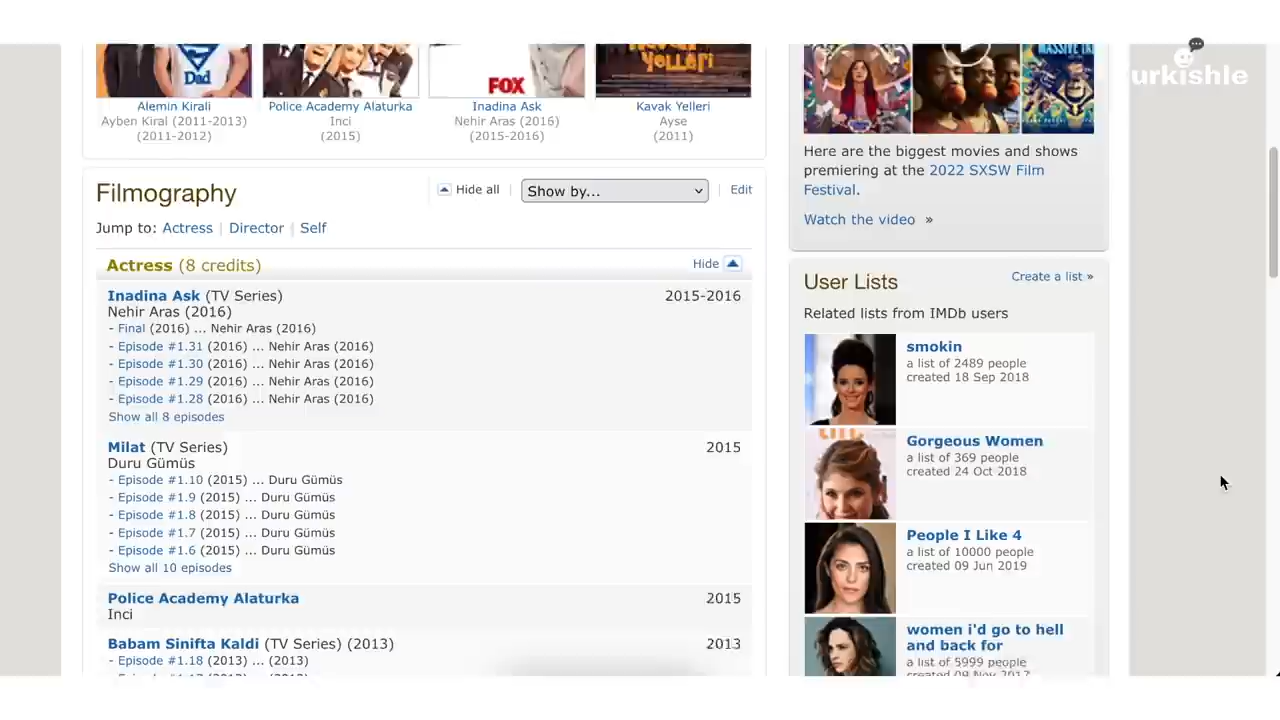 Dad
Alemin Kirali
Ayben Kiral (2011-2013)
(2011-2012)
Police Academy Alaturka
Inci
(2015)
FOX
Inadina Ask
Nehir Aras (2016)
(2015-2016)
Yelleri
Kavak Yelleri
Ayse
(2011)
urkishle
Filmography
Hide all
Show by...
Edit
Jump to: Actress | Director | Self
Actress (8 credits)
Hide
Inadina Ask (TV Series) 2015-2016
Nehir Aras (2016)
- Final (2016) ... Nehir Aras (2016)
- Episode #1.31 (2016) ... Nehir Aras (2016)
- Episode #1.30 (2016) ... Nehir Aras (2016)
- Episode #1.29 (2016) ... Nehir Aras (2016)
- Episode #1.28 (2016) ... Nehir Aras (2016)
Show all 8 episodes
Milat (TV Series) 2015
Duru Gümüs
- Episode #1.10 (2015) ... Duru Gümüs
- Episode #1.9 (2015) ... Duru Gümüs
- Episode #1.8 (2015) ... Duru Gümüs
- Episode #1.7 (2015) ... Duru Gümüs
- Episode #1.6 (2015) ... Duru Gümüs
Show all 10 episodes
Police Academy Alaturka 2015
Inci
Babam Sinifta Kaldi (TV Series) (2013) 2013
- Episode #1.18 (2013) ... (2013)
Here are the biggest movies and shows
premiering at the 2022 SXSW Film
Festival.
Watch the video »
User Lists
Create a list »
Related lists from IMDb users
smokin
a list of 2489 people
created 18 Sep 2018
Gorgeous Women
a list of 369 people
created 24 Oct 2018
People I Like 4
a list of 10000 people
created 09 Jun 2019
women i'd go to hell
and back for
a list of 5999 people
created 09 Nov 2017